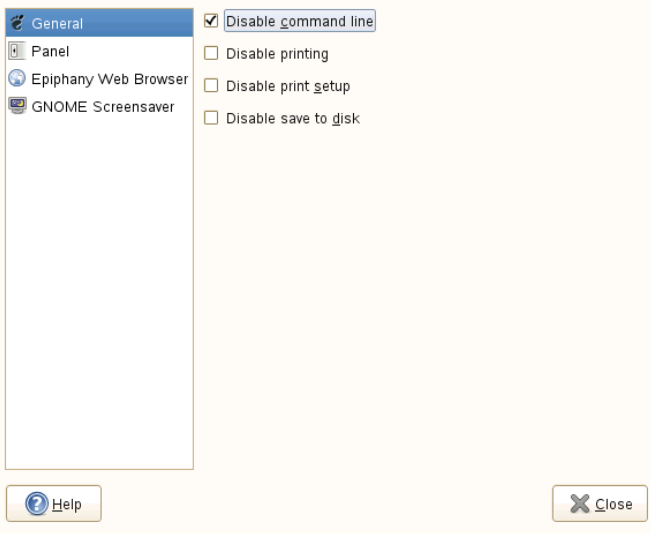 General
Panel
Epiphany Web Browser
GNOME Screensaver
Disable command line
Disable printing
Disable print setup
Disable save to disk
Help
Close